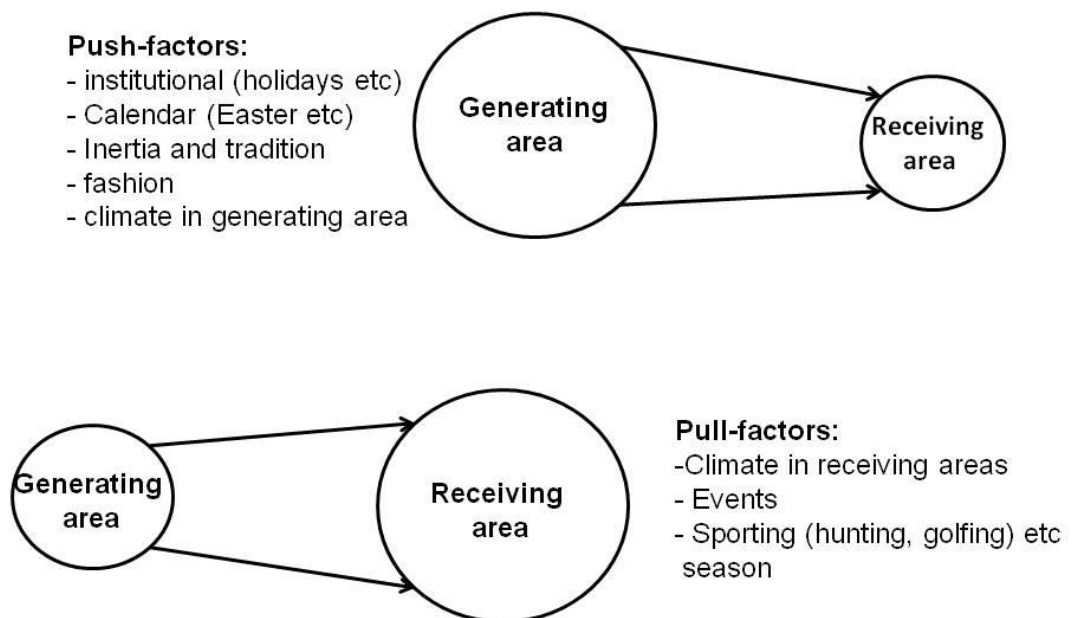 Push-factors:
- institutional (holidays etc)
- Calendar (Easter etc)
- Inertia and tradition
- fashion
- climate in generating area
Generating
area
Receiving
area
Generating
area
Receiving
area
Pull-factors:
-Climate in receiving areas
- Events
- Sporting (hunting, golfing) etc
season